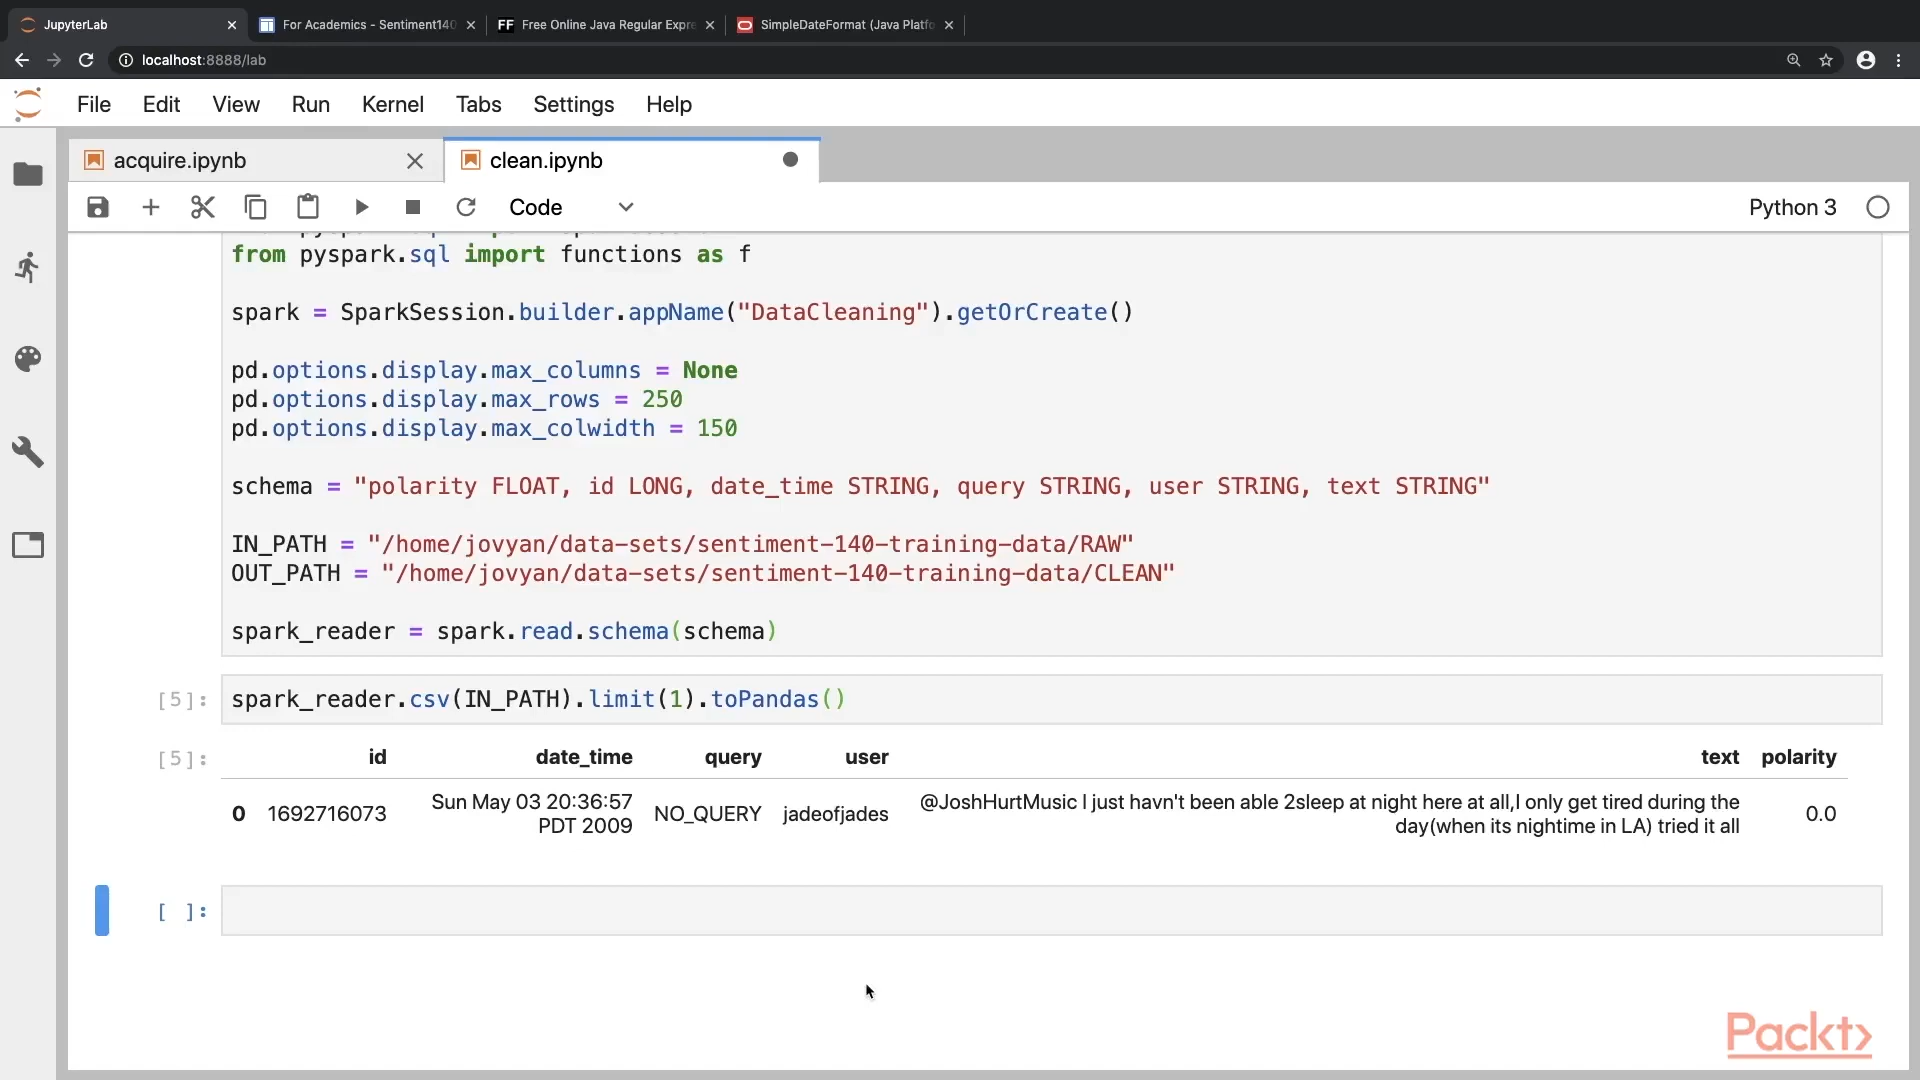 JupyterLab
For Academics - Sentiment140
Free Online Java Regular Expre
SimpleDateFormat (Java Platfo
localhost:8888/lab
File Edit View Run Kernel Tabs Settings Help
acquire.ipynb
clean.ipynb
Code
Python 3
from pyspark.sql import functions as f
spark = SparkSession.builder.appName("DataCleaning").getOrCreate()
pd.options.display.max_columns = None
pd.options.display.max_rows = 250
pd.options.display.max_colwidth = 150
schema = "polarity FLOAT, id LONG, date_time STRING, query STRING, user STRING, text STRING"
IN_PATH = "/home/jovyan/data-sets/sentiment-140-training-data/RAW"
OUT_PATH = "/home/jovyan/data-sets/sentiment-140-training-data/CLEAN"
spark_reader = spark.read.schema(schema)
[5]: spark_reader.csv(IN_PATH).limit(1).toPandas()
[5]: id date_time query user text polarity
0 1692716073 Sun May 03 20:36:57 PDT 2009 NO_QUERY jadeofjades @JoshHurtMusic I just havn't been able 2sleep at night here at all,I only get tired during the day(when its nightime in LA) tried it all 0.0
[ ]:
Packt>